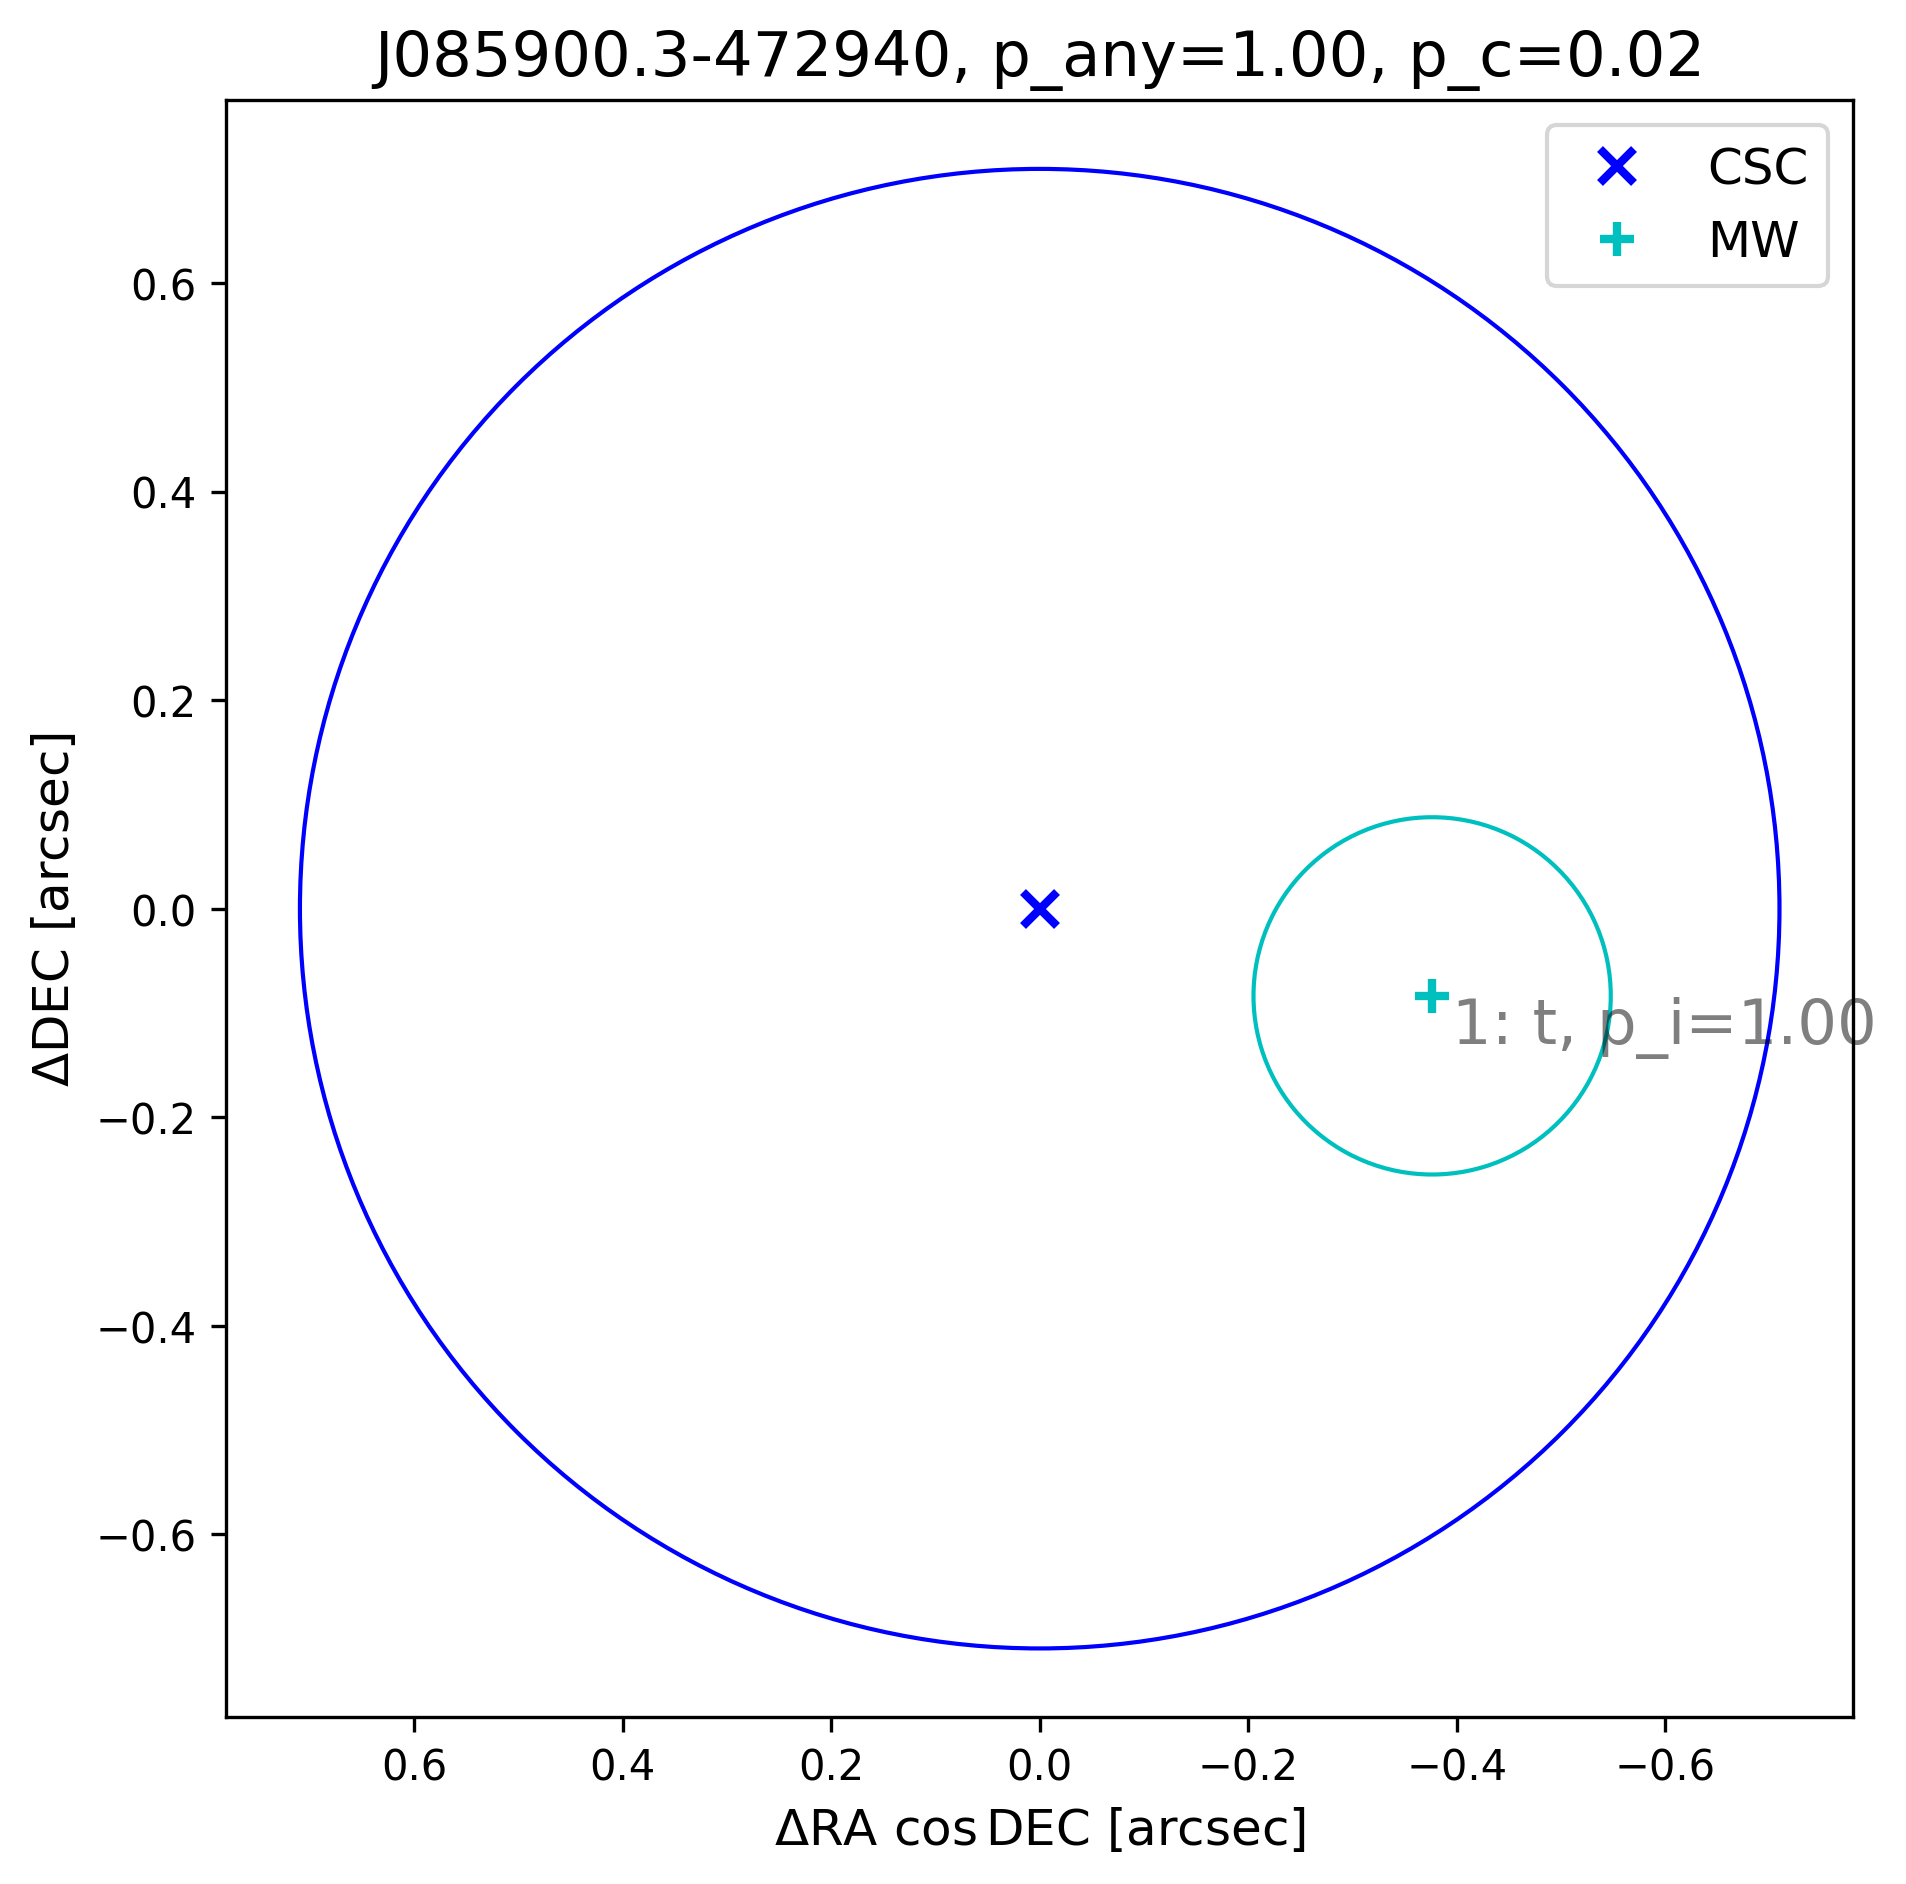 J085900.3-472940, p_any=1.00, p_c=0.02
CSC
MW
0.6
0.4
0.2
0.0
−0.2
−0.4
−0.6
ΔDEC [arcsec]
1: t, p_i=1.00
0.6 0.4 0.2 0.0 −0.2 −0.4 −0.6
ΔRA cos DEC [arcsec]